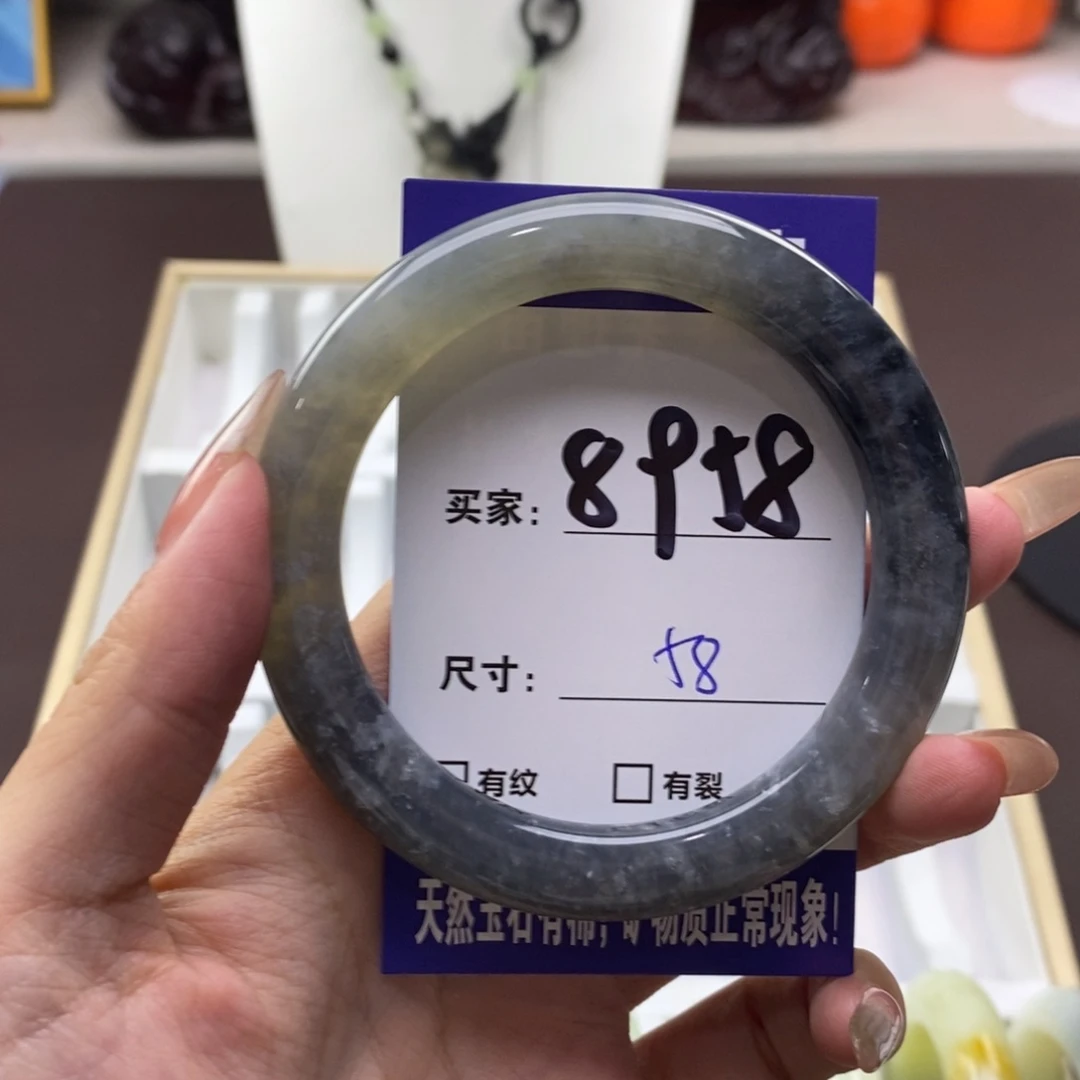 买家：8958
尺寸：58
有纹 有裂
天然玉石有棉，矿物质正常现象！